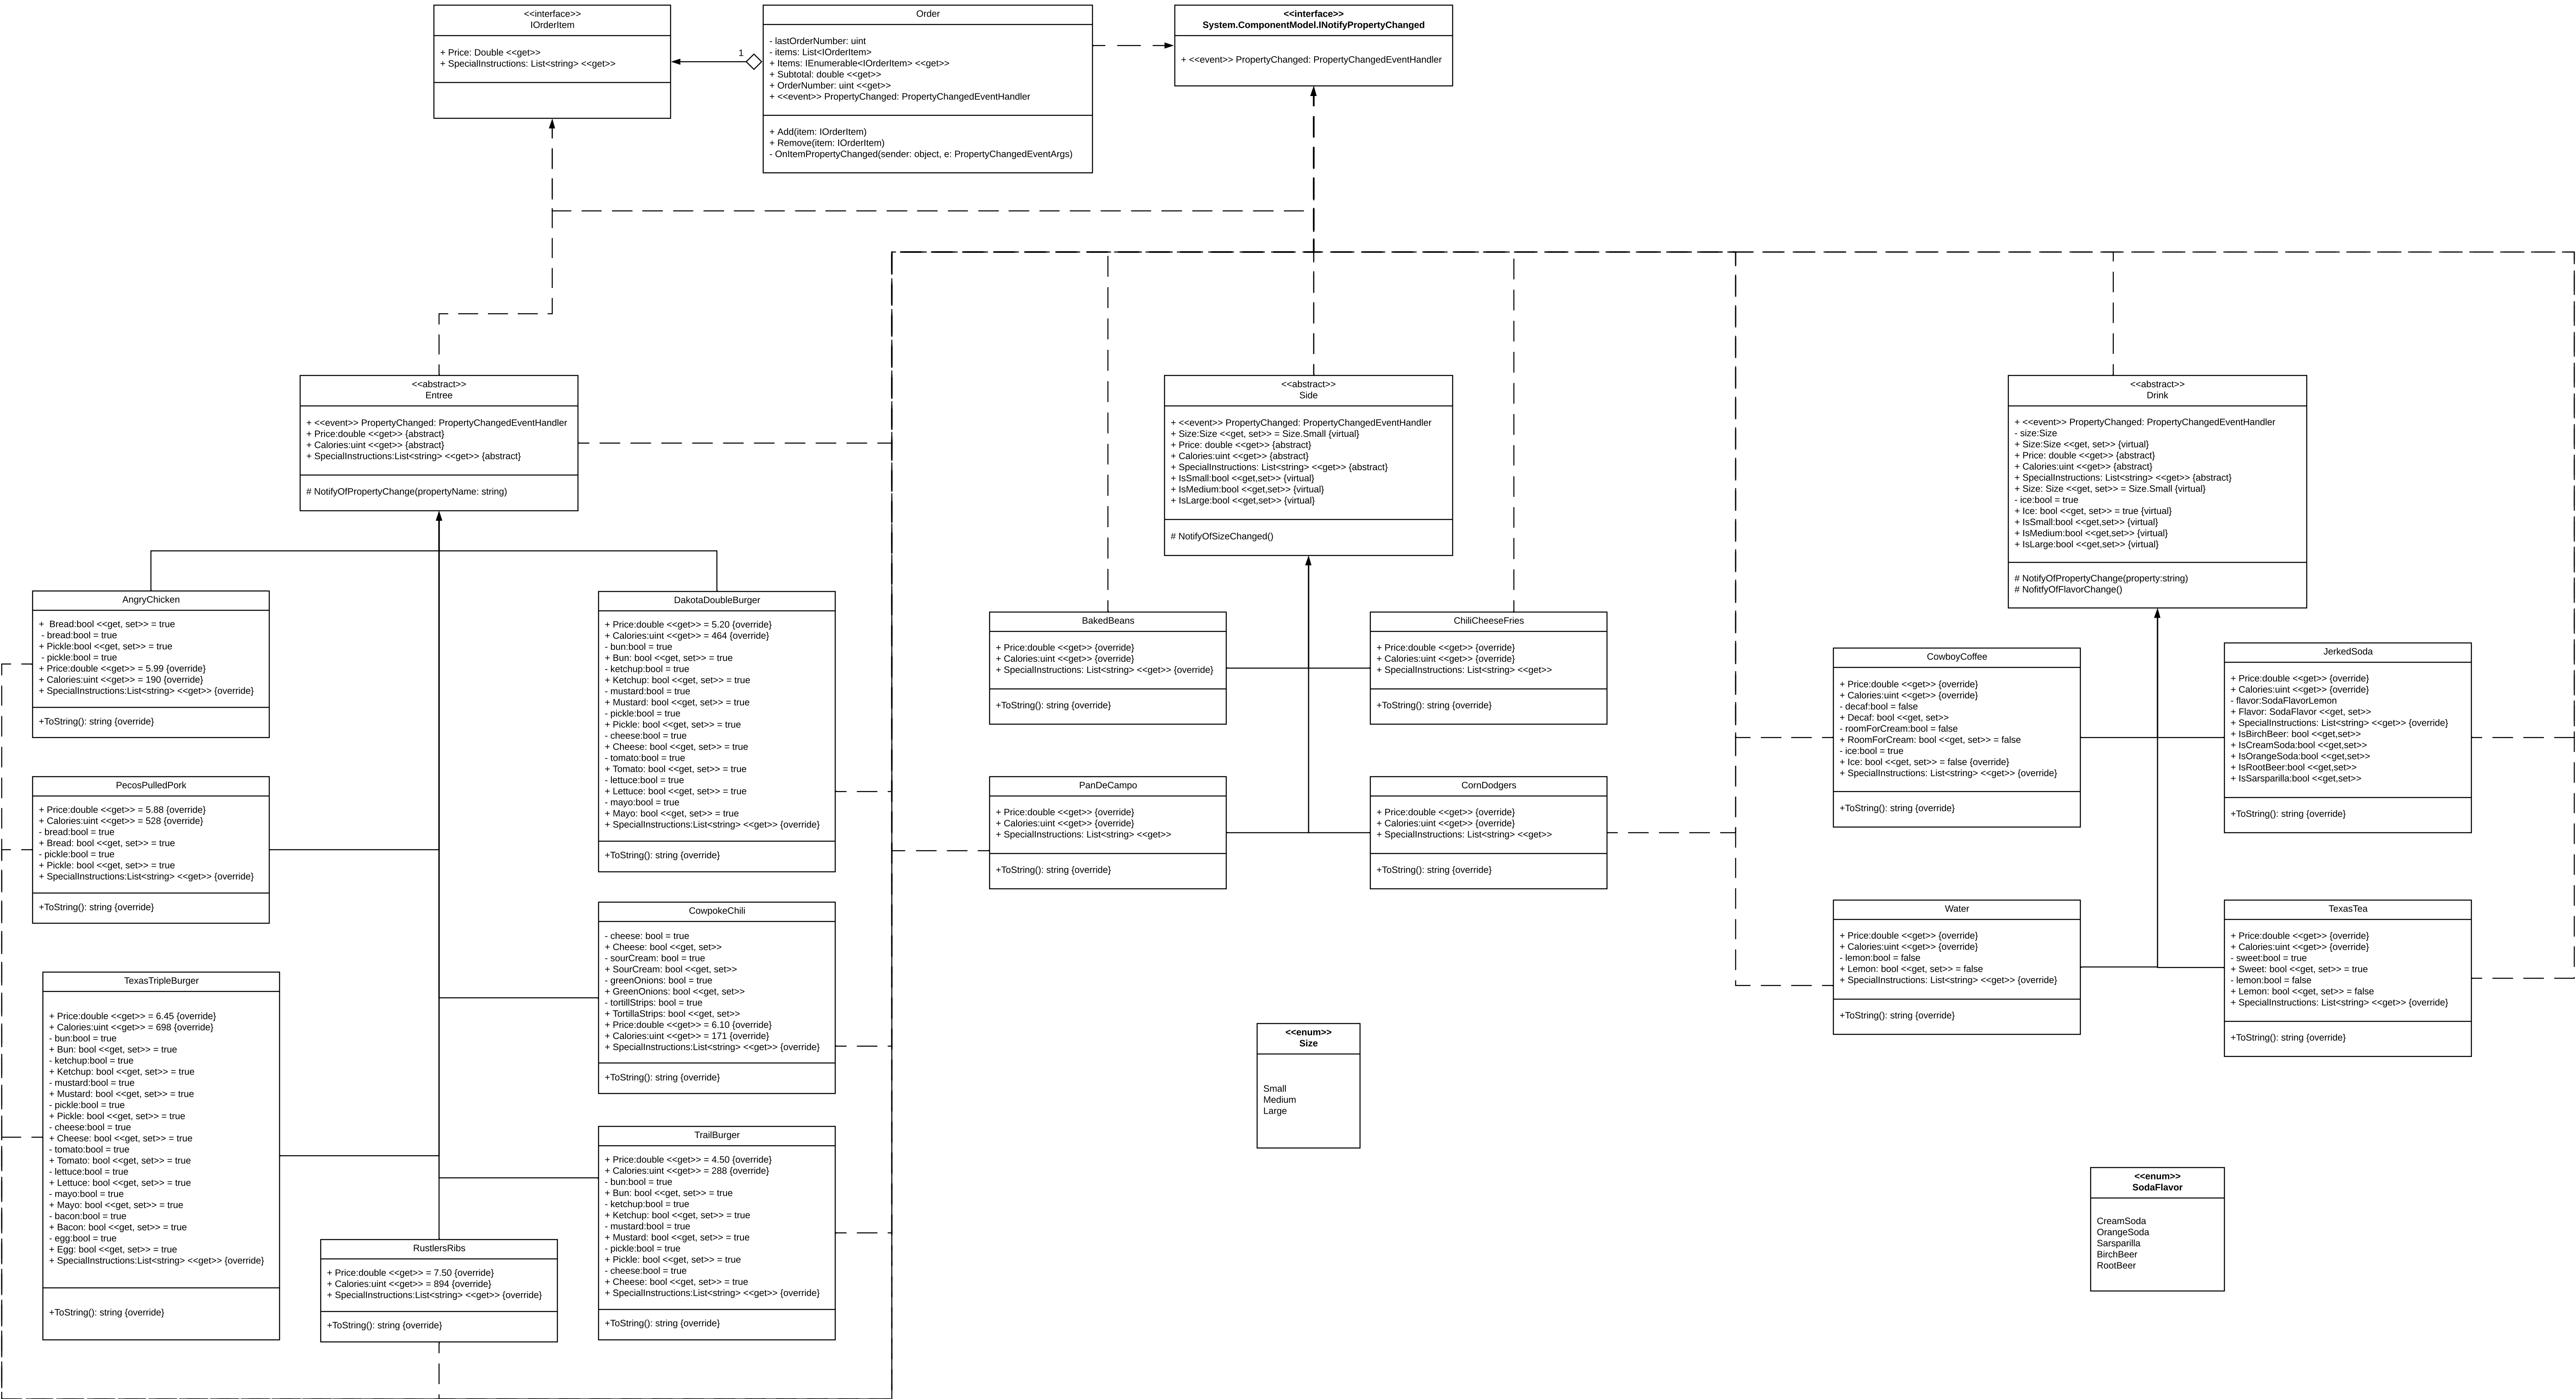 <<interface>>
IOrderItem
+ Price: Double <<get>>
+ SpecialInstructions: List<string> <<get>>
1
Order
- lastOrderNumber: uint
- items: List<IOrderItem>
+ Items: IEnumerable<IOrderItem> <<get>>
+ Subtotal: double <<get>>
+ OrderNumber: uint <<get>>
+ <<event>> PropertyChanged: PropertyChangedEventHandler
+ Add(item: IOrderItem)
+ Remove(item: IOrderItem)
- OnItemPropertyChanged(sender: object, e: PropertyChangedEventArgs)
<<interface>>
System.ComponentModel.INotifyPropertyChanged
+ <<event>> PropertyChanged: PropertyChangedEventHandler
<<abstract>>
Entree
+ <<event>> PropertyChanged: PropertyChangedEventHandler
+ Price:double <<get>> {abstract}
+ Calories:uint <<get>> {abstract}
+ SpecialInstructions:List<string> <<get>> {abstract}
# NotifyOfPropertyChange(propertyName: string)
<<abstract>>
Side
+ <<event>> PropertyChanged: PropertyChangedEventHandler
+ Size:Size <<get, set>> = Size.Small {virtual}
+ Price: double <<get>> {abstract}
+ Calories:uint <<get>> {abstract}
+ SpecialInstructions: List<string> <<get>> {abstract}
+ IsSmall:bool <<get,set>> {virtual}
+ IsMedium:bool <<get,set>> {virtual}
+ IsLarge:bool <<get,set>> {virtual}
# NotifyOfSizeChanged()
<<abstract>>
Drink
+ <<event>> PropertyChanged: PropertyChangedEventHandler
- size:Size
+ Size:Size <<get, set>> {virtual}
+ Price: double <<get>> {abstract}
+ Calories:uint <<get>> {abstract}
+ SpecialInstructions: List<string> <<get>> {abstract}
+ Size: Size <<get, set>> = Size.Small {virtual}
- ice:bool = true
+ Ice: bool <<get, set>> = true {virtual}
+ IsSmall:bool <<get,set>> {virtual}
+ IsMedium:bool <<get,set>> {virtual}
+ IsLarge:bool <<get,set>> {virtual}
# NotifyOfPropertyChange(property:string)
# NofitfyOfFlavorChange()
AngryChicken
+  Bread:bool <<get, set>> = true
- bread:bool = true
+ Pickle:bool <<get, set>> = true
- pickle:bool = true
+ Price:double <<get>> = 5.99 {override}
+ Calories:uint <<get>> = 190 {override}
+ SpecialInstructions:List<string> <<get>> {override}
+ToString(): string {override}
DakotaDoubleBurger
+ Price:double <<get>> = 5.20 {override}
+ Calories:uint <<get>> = 464 {override}
- bun:bool = true
+ Bun: bool <<get, set>> = true
- ketchup:bool = true
+ Ketchup: bool <<get, set>> = true
- mustard:bool = true
+ Mustard: bool <<get, set>> = true
- pickle:bool = true
+ Pickle: bool <<get, set>> = true
- cheese:bool = true
+ Cheese: bool <<get, set>> = true
- tomato:bool = true
+ Tomato: bool <<get, set>> = true
- lettuce:bool = true
+ Lettuce: bool <<get, set>> = true
- mayo:bool = true
+ Mayo: bool <<get, set>> = true
+ SpecialInstructions:List<string> <<get>> {override}
+ToString(): string {override}
BakedBeans
+ Price:double <<get>> {override}
+ Calories:uint <<get>> {override}
+ SpecialInstructions: List<string> <<get>> {override}
+ToString(): string {override}
ChiliCheeseFries
+ Price:double <<get>> {override}
+ Calories:uint <<get>> {override}
+ SpecialInstructions: List<string> <<get>>
+ToString(): string {override}
CowboyCoffee
+ Price:double <<get>> {override}
+ Calories:uint <<get>> {override}
- decaf:bool = false
+ Decaf: bool <<get, set>>
- roomForCream:bool = false
+ RoomForCream: bool <<get, set>> = false
- ice:bool = true
+ Ice: bool <<get, set>> = false {override}
+ SpecialInstructions: List<string> <<get>> {override}
+ToString(): string {override}
JerkedSoda
+ Price:double <<get>> {override}
+ Calories:uint <<get>> {override}
- flavor:SodaFlavorLemon
+ Flavor: SodaFlavor <<get, set>>
+ SpecialInstructions: List<string> <<get>> {override}
+ IsBirchBeer: bool <<get,set>>
+ IsCreamSoda:bool <<get,set>>
+ IsOrangeSoda:bool <<get,set>>
+ IsRootBeer:bool <<get,set>>
+ IsSarsparilla:bool <<get,set>>
+ToString(): string {override}
PecosPulledPork
+ Price:double <<get>> = 5.88 {override}
+ Calories:uint <<get>> = 528 {override}
- bread:bool = true
+ Bread: bool <<get, set>> = true
- pickle:bool = true
+ Pickle: bool <<get, set>> = true
+ SpecialInstructions:List<string> <<get>> {override}
+ToString(): string {override}
PanDeCampo
+ Price:double <<get>> {override}
+ Calories:uint <<get>> {override}
+ SpecialInstructions: List<string> <<get>>
+ToString(): string {override}
CornDodgers
+ Price:double <<get>> {override}
+ Calories:uint <<get>> {override}
+ SpecialInstructions: List<string> <<get>>
+ToString(): string {override}
CowpokeChili
- cheese: bool = true
+ Cheese: bool <<get, set>>
- sourCream: bool = true
+ SourCream: bool <<get, set>>
- greenOnions: bool = true
+ GreenOnions: bool <<get, set>>
- tortillStrips: bool = true
+ TortillaStrips: bool <<get, set>>
+ Price:double <<get>> = 6.10 {override}
+ Calories:uint <<get>> = 171 {override}
+ SpecialInstructions:List<string> <<get>> {override}
+ToString(): string {override}
Water
+ Price:double <<get>> {override}
+ Calories:uint <<get>> {override}
- lemon:bool = false
+ Lemon: bool <<get, set>> = false
+ SpecialInstructions: List<string> <<get>> {override}
+ToString(): string {override}
TexasTea
+ Price:double <<get>> {override}
+ Calories:uint <<get>> {override}
- sweet:bool = true
+ Sweet: bool <<get, set>> = true
- lemon:bool = false
+ Lemon: bool <<get, set>> = false
+ SpecialInstructions: List<string> <<get>> {override}
+ToString(): string {override}
TexasTripleBurger
+ Price:double <<get>> = 6.45 {override}
+ Calories:uint <<get>> = 698 {override}
- bun:bool = true
+ Bun: bool <<get, set>> = true
- ketchup:bool = true
+ Ketchup: bool <<get, set>> = true
- mustard:bool = true
+ Mustard: bool <<get, set>> = true
- pickle:bool = true
+ Pickle: bool <<get, set>> = true
- cheese:bool = true
+ Cheese: bool <<get, set>> = true
- tomato:bool = true
+ Tomato: bool <<get, set>> = true
- lettuce:bool = true
+ Lettuce: bool <<get, set>> = true
- mayo:bool = true
+ Mayo: bool <<get, set>> = true
- bacon:bool = true
+ Bacon: bool <<get, set>> = true
- egg:bool = true
+ Egg: bool <<get, set>> = true
+ SpecialInstructions:List<string> <<get>> {override}
+ToString(): string {override}
<<enum>>
Size
Small
Medium
Large
TrailBurger
+ Price:double <<get>> = 4.50 {override}
+ Calories:uint <<get>> = 288 {override}
- bun:bool = true
+ Bun: bool <<get, set>> = true
- ketchup:bool = true
+ Ketchup: bool <<get, set>> = true
- mustard:bool = true
+ Mustard: bool <<get, set>> = true
- pickle:bool = true
+ Pickle: bool <<get, set>> = true
- cheese:bool = true
+ Cheese: bool <<get, set>> = true
+ SpecialInstructions:List<string> <<get>> {override}
+ToString(): string {override}
<<enum>>
SodaFlavor
CreamSoda
OrangeSoda
Sarsparilla
BirchBeer
RootBeer
RustlersRibs
+ Price:double <<get>> = 7.50 {override}
+ Calories:uint <<get>> = 894 {override}
+ SpecialInstructions:List<string> <<get>> {override}
+ToString(): string {override}